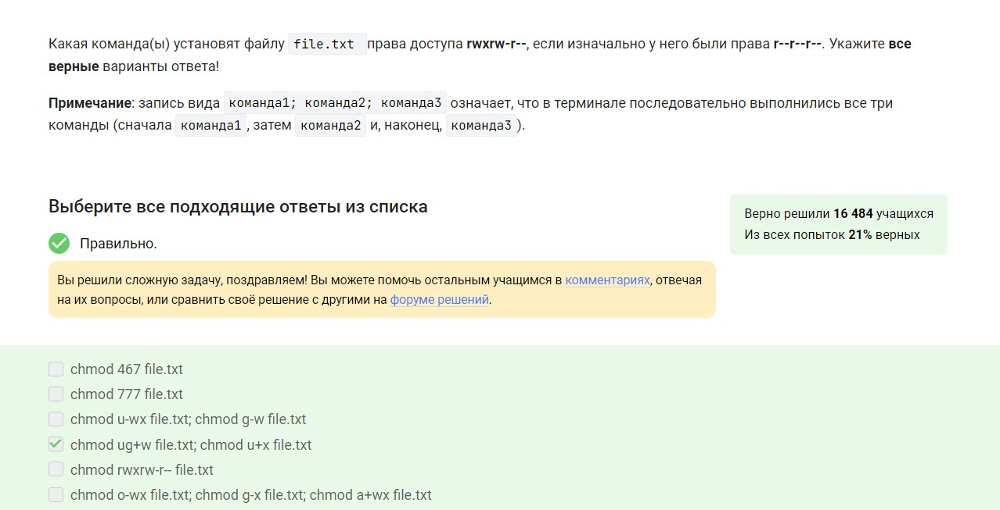 Какая команда(ы) установят файлу file.txt права доступа rwxrw-r--, если изначально у него были права r--r--r--. Укажите все
верные варианты ответа!
Примечание: запись вида команда1; команда2; команда3 означает, что в терминале последовательно выполнились все три
команды (сначала команда1, затем команда2 и, наконец, команда3).
Выберите все подходящие ответы из списка
Верно решили 16 484 учащихся
Из всех попыток 21% верных
Правильно.
Вы решили сложную задачу, поздравляем! Вы можете помочь остальным учащимся в комментариях, отвечая
на их вопросы, или сравнить своё решение с другими на форуме решений.
chmod 467 file.txt
chmod 777 file.txt
chmod u-wx file.txt; chmod g-w file.txt
chmod ug+w file.txt; chmod u+x file.txt
chmod rwxrw-r-- file.txt
chmod o-wx file.txt; chmod g-x file.txt; chmod a+wx file.txt